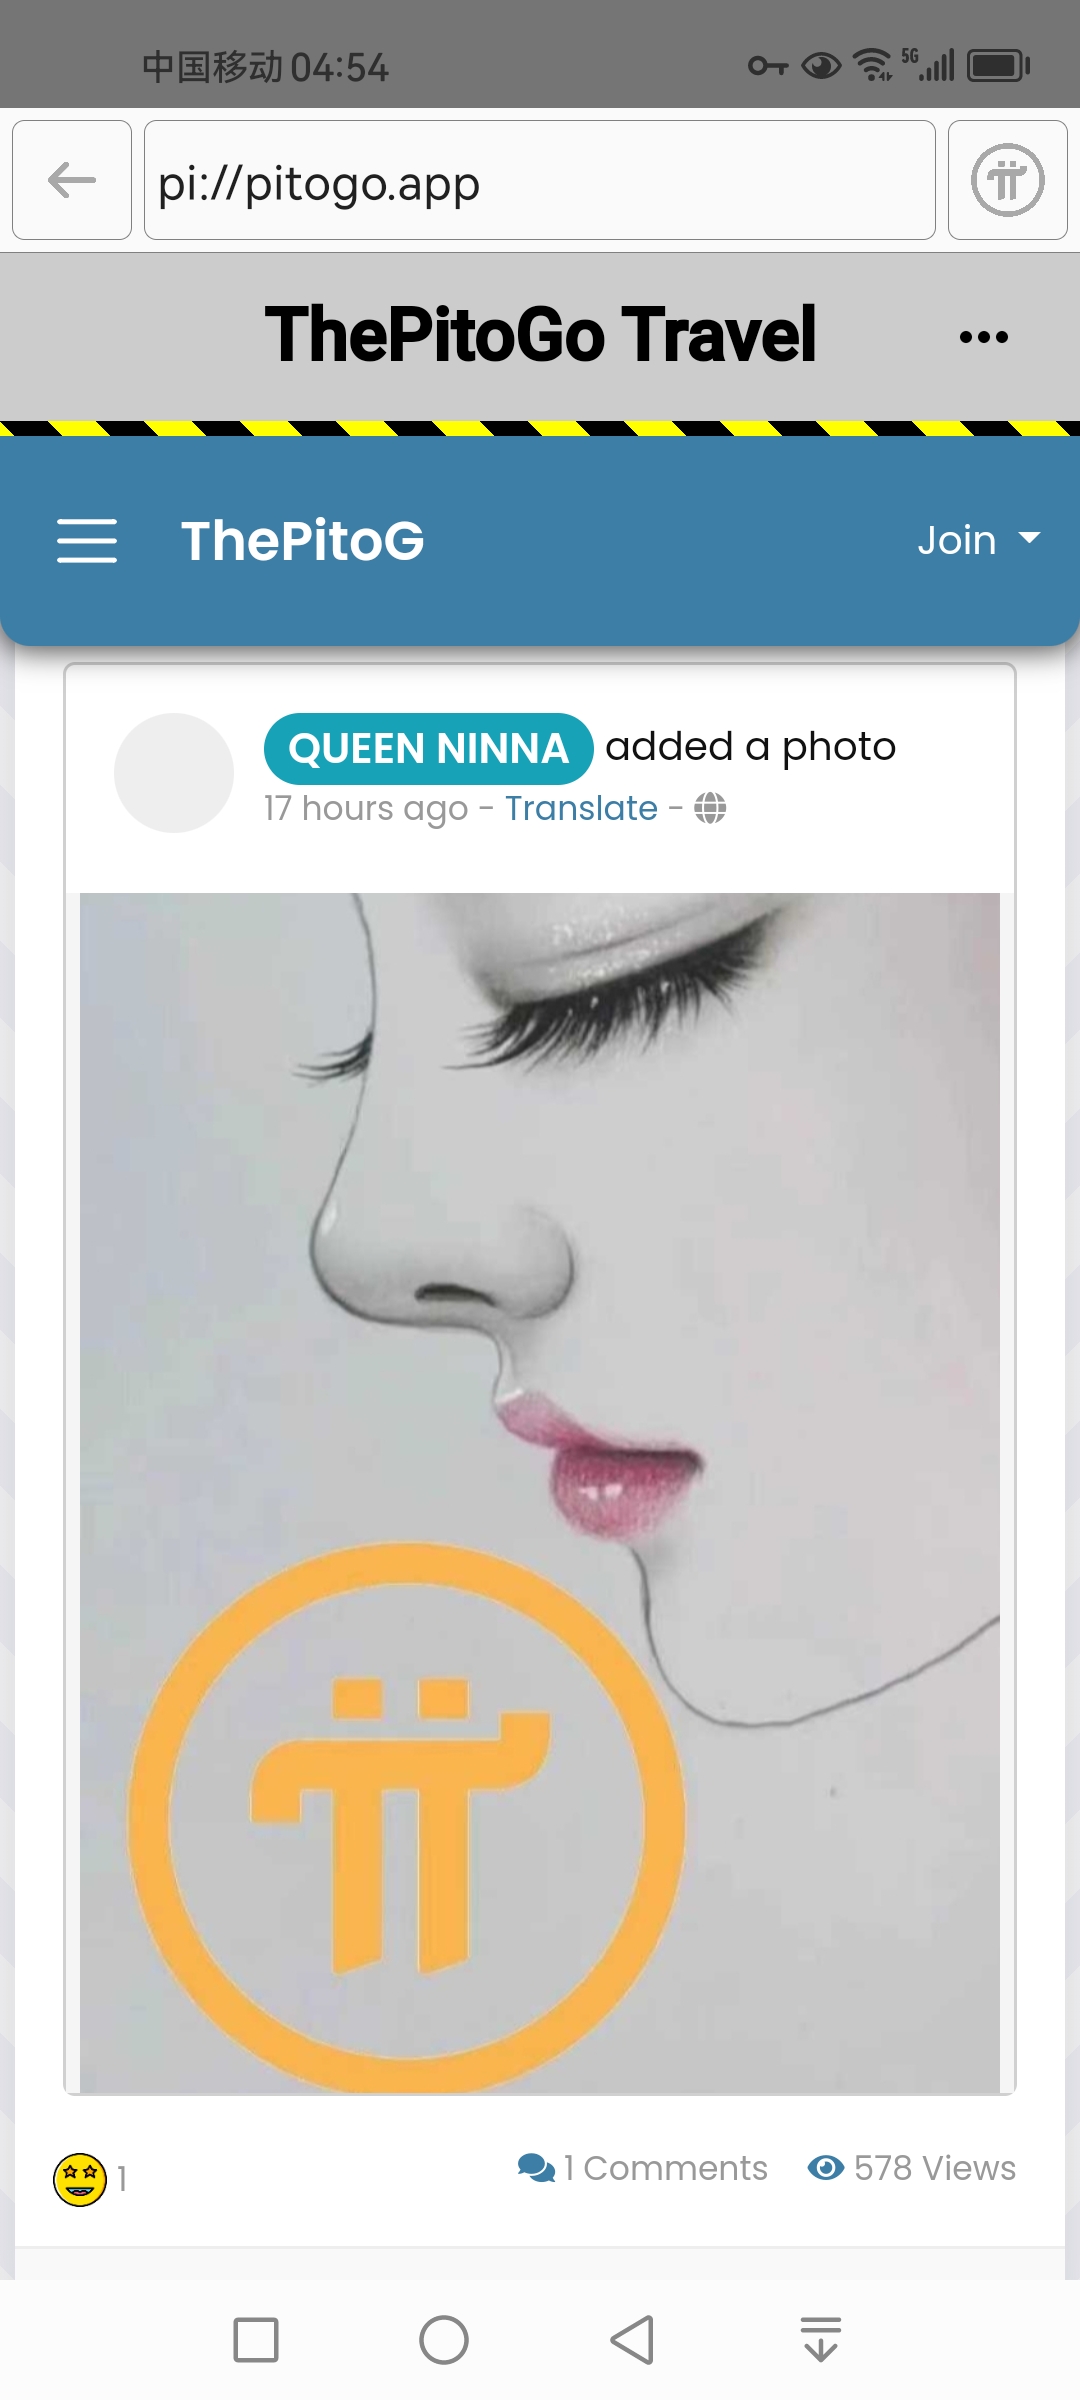 中国移动 04:54
5G
pi://pitogo.app
ThePitoGo Travel
ThePitoG
Join
QUEEN NINNA added a photo
17 hours ago - Translate -
1
1 Comments
578 Views